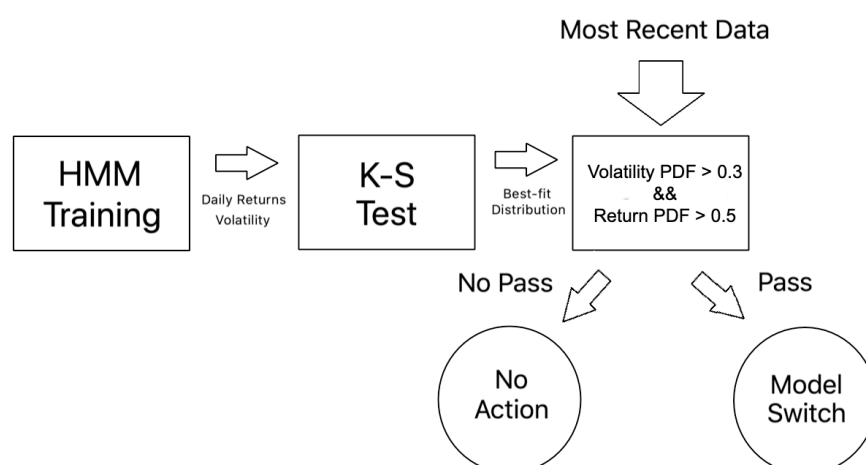 Most Recent Data
HMM
Training
Daily Returns
Volatility
K-S
Test
Best-fit
Distribution
Volatility PDF > 0.3
&&
Return PDF > 0.5
No Pass
Pass
No
Action
Model
Switch